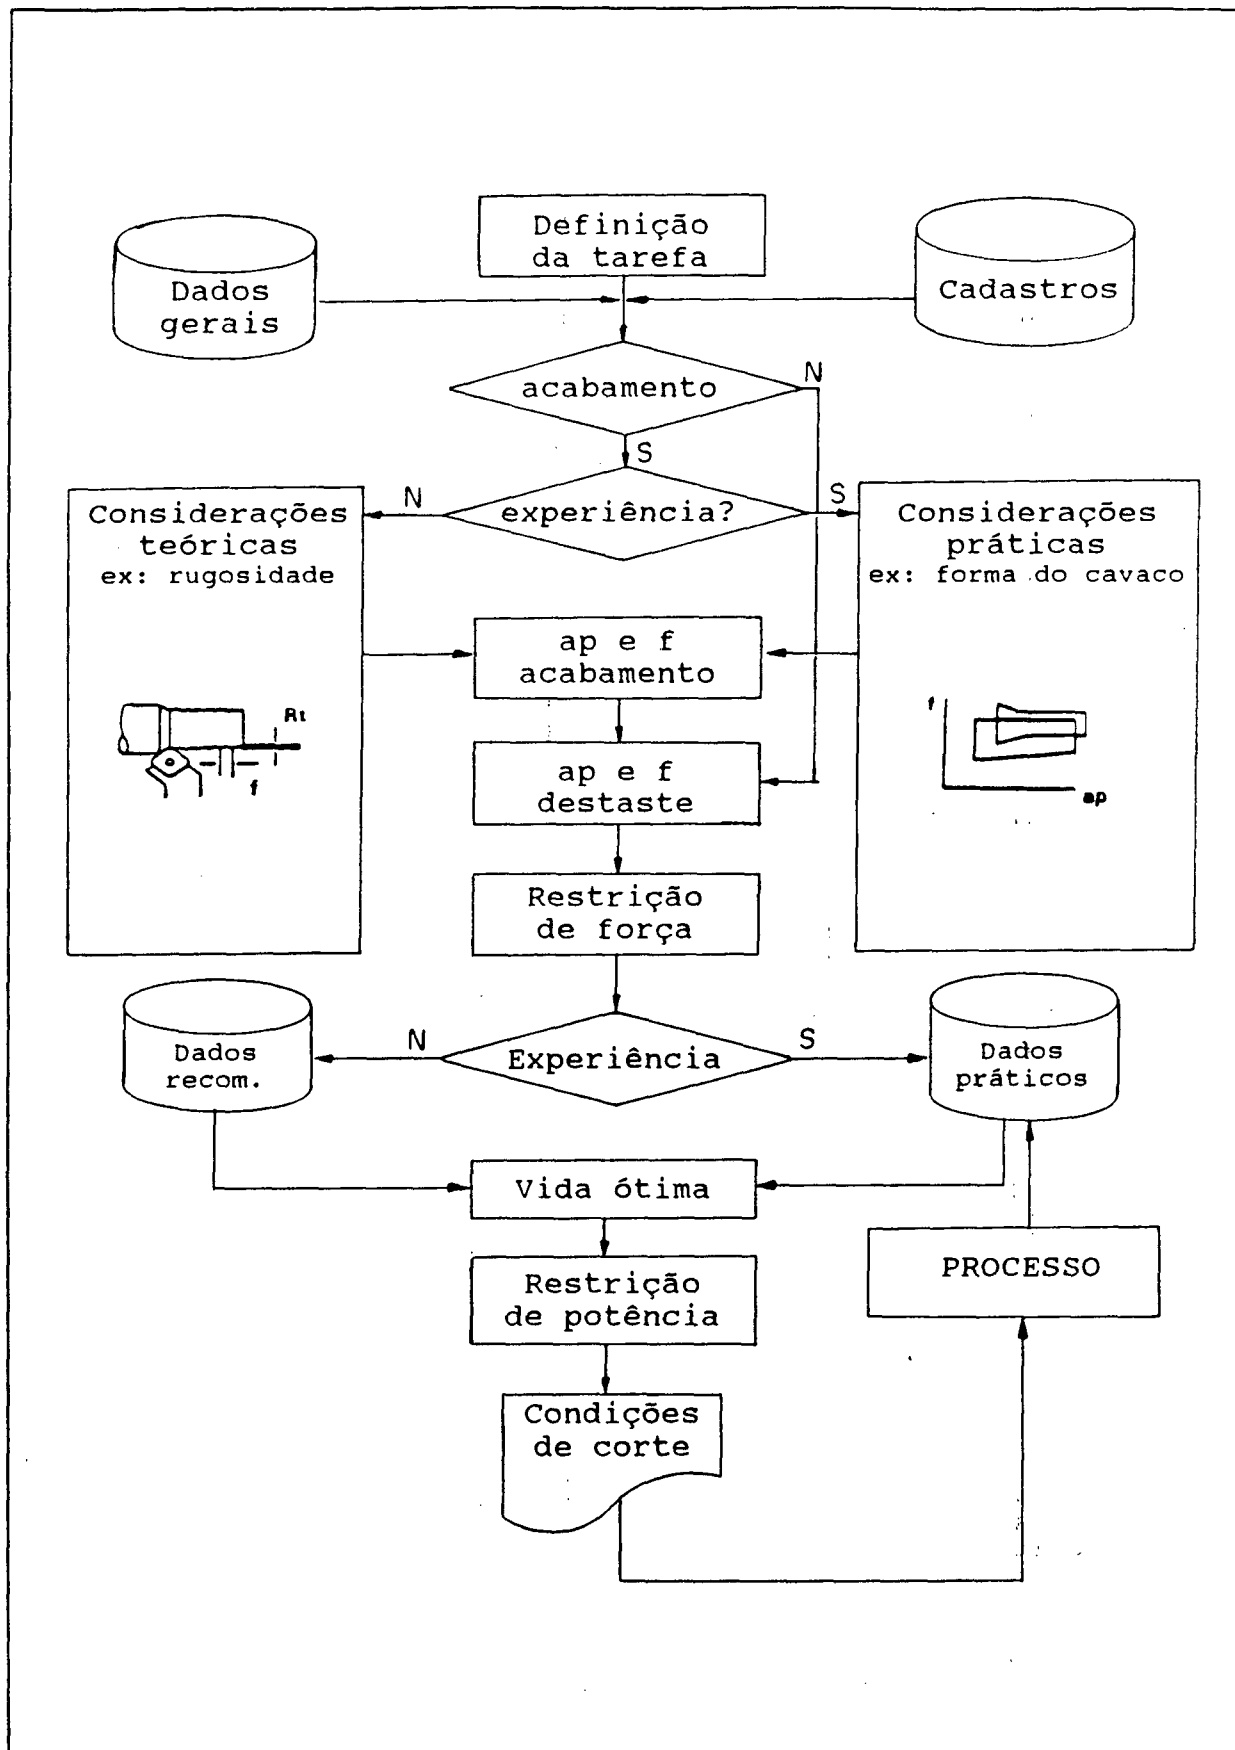 Definição
da tarefa
Dados
gerais
Cadastros
acabamento
N
S
experiência?
N
S
Considerações
teóricas
ex: rugosidade
Considerações
práticas
ex: forma do cavaco
ap e f
acabamento
Rt
f
f
ap
ap e f
destaste
Restrição
de força
Experiência
N
S
Dados
recom.
Dados
práticos
Vida ótima
PROCESSO
Restrição
de potência
Condições
de corte